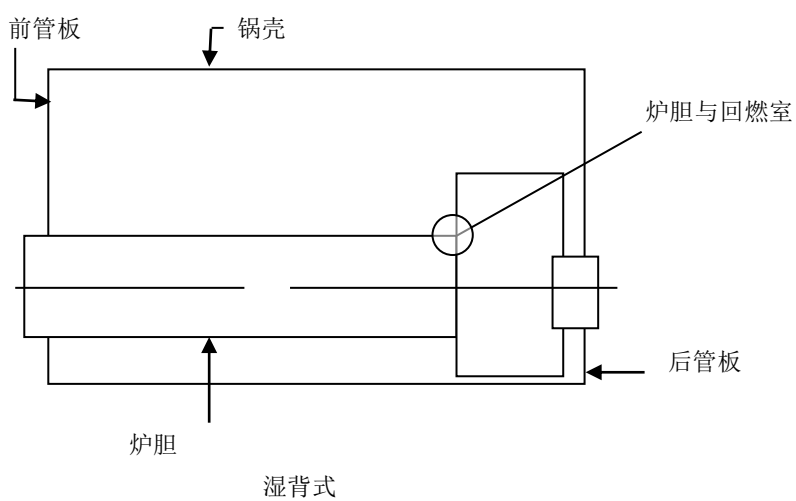 前管板
锅壳
炉胆与回燃室
后管板
炉胆
湿背式